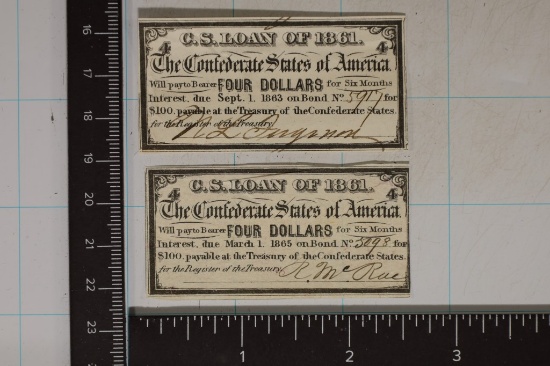 C.S. LOAN OF 1861.
4 4
The Confederate States of America
Will pay to Bearer FOUR DOLLARS for Six Months
Interest, due Sept. 1. 1863 on Bond No. 5917 for
$100. payable at the Treasury of the Confederate States.
for the Register of the Treasury
C.S. LOAN OF 1861.
4 4
The Confederate States of America.
Will pay to Bearer FOUR DOLLARS for Six Months
Interest, due March 1. 1865 on Bond No. 5098 for
$100. payable at the Treasury of the Confederate States.
for the Register of the Treasury. R. McRae
16
17
18
19
20
21
22
23
1 2 3